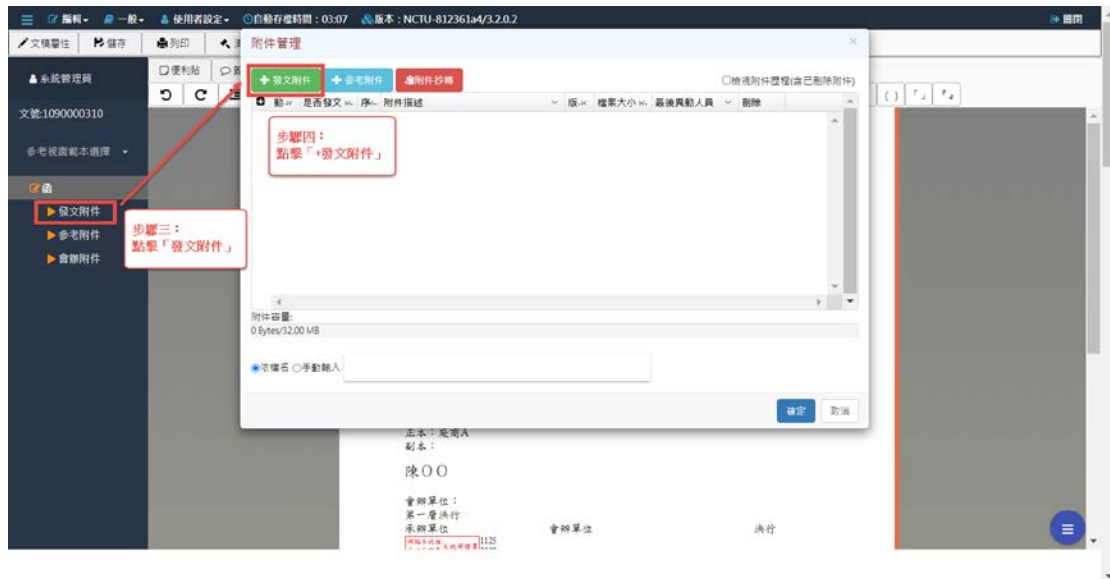 編輯 一般 使用者設定 自動存檔時間：03:07 版本：NCTU-812361a4/3.2.0.2 關閉
文稿屬性 儲存 列印
附件管理 ×
系統管理員
便利貼
+ 發文附件 + 參考附件 附件抄轉 檢視附件歷程(含已刪除附件)
動 是否發文 序 附件描述 版 檔案大小 最後異動人員 刪除
文號:1090000310
步驟四：
點擊「+發文附件」
參考視窗範本選擇
函
發文附件
參考附件
會辦附件
步驟三：
點擊「發文附件」
附件容量:
0 Bytes/32.00 MB
依檔名 手動輸入
確定 取消
正本：廠商A
副本：
陳〇〇
會辦單位：
第一層決行
承辦單位 會辦單位 決行
1125